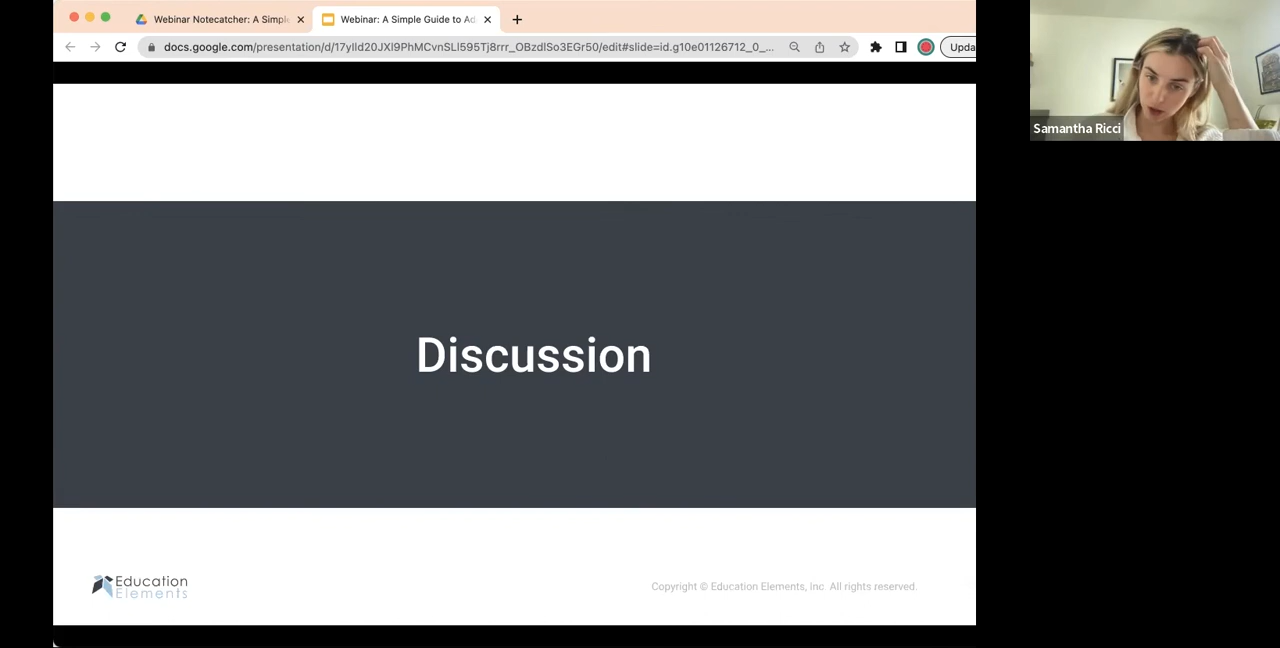 Webinar Notecatcher: A Simple
Webinar: A Simple Guide to Ad
docs.google.com/presentation/d/17yIId20JXl9PhMCvnSLl595Tj8rrr_OBzdlSo3EGr50/edit#slide=id.g10e01126712_0_...
Upda
Samantha Ricci
Discussion
Education
Elements
Copyright © Education Elements, Inc All rights reserved.